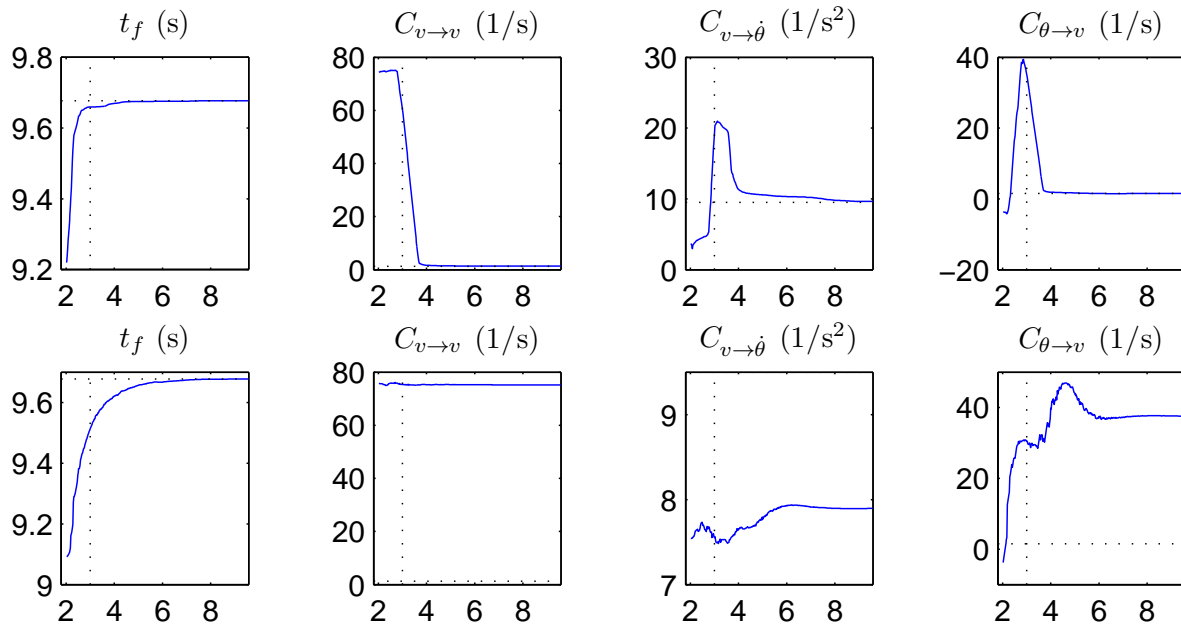 t_f (s) C_{v→v} (1/s) C_{v→θ̇} (1/s²) C_{θ→v} (1/s)
9.8 80 30 40
9.6 60 20 20
9.4 40 10 0
9.2 20 0 −20
0
2 4 6 8 2 4 6 8 2 4 6 8 2 4 6 8
t_f (s) C_{v→v} (1/s) C_{v→θ̇} (1/s²) C_{θ→v} (1/s)
9.6 80 9 40
9.4 60 8 20
9.2 40 7 0
9.1 20
9 0
2 4 6 8 2 4 6 8 2 4 6 8 2 4 6 8